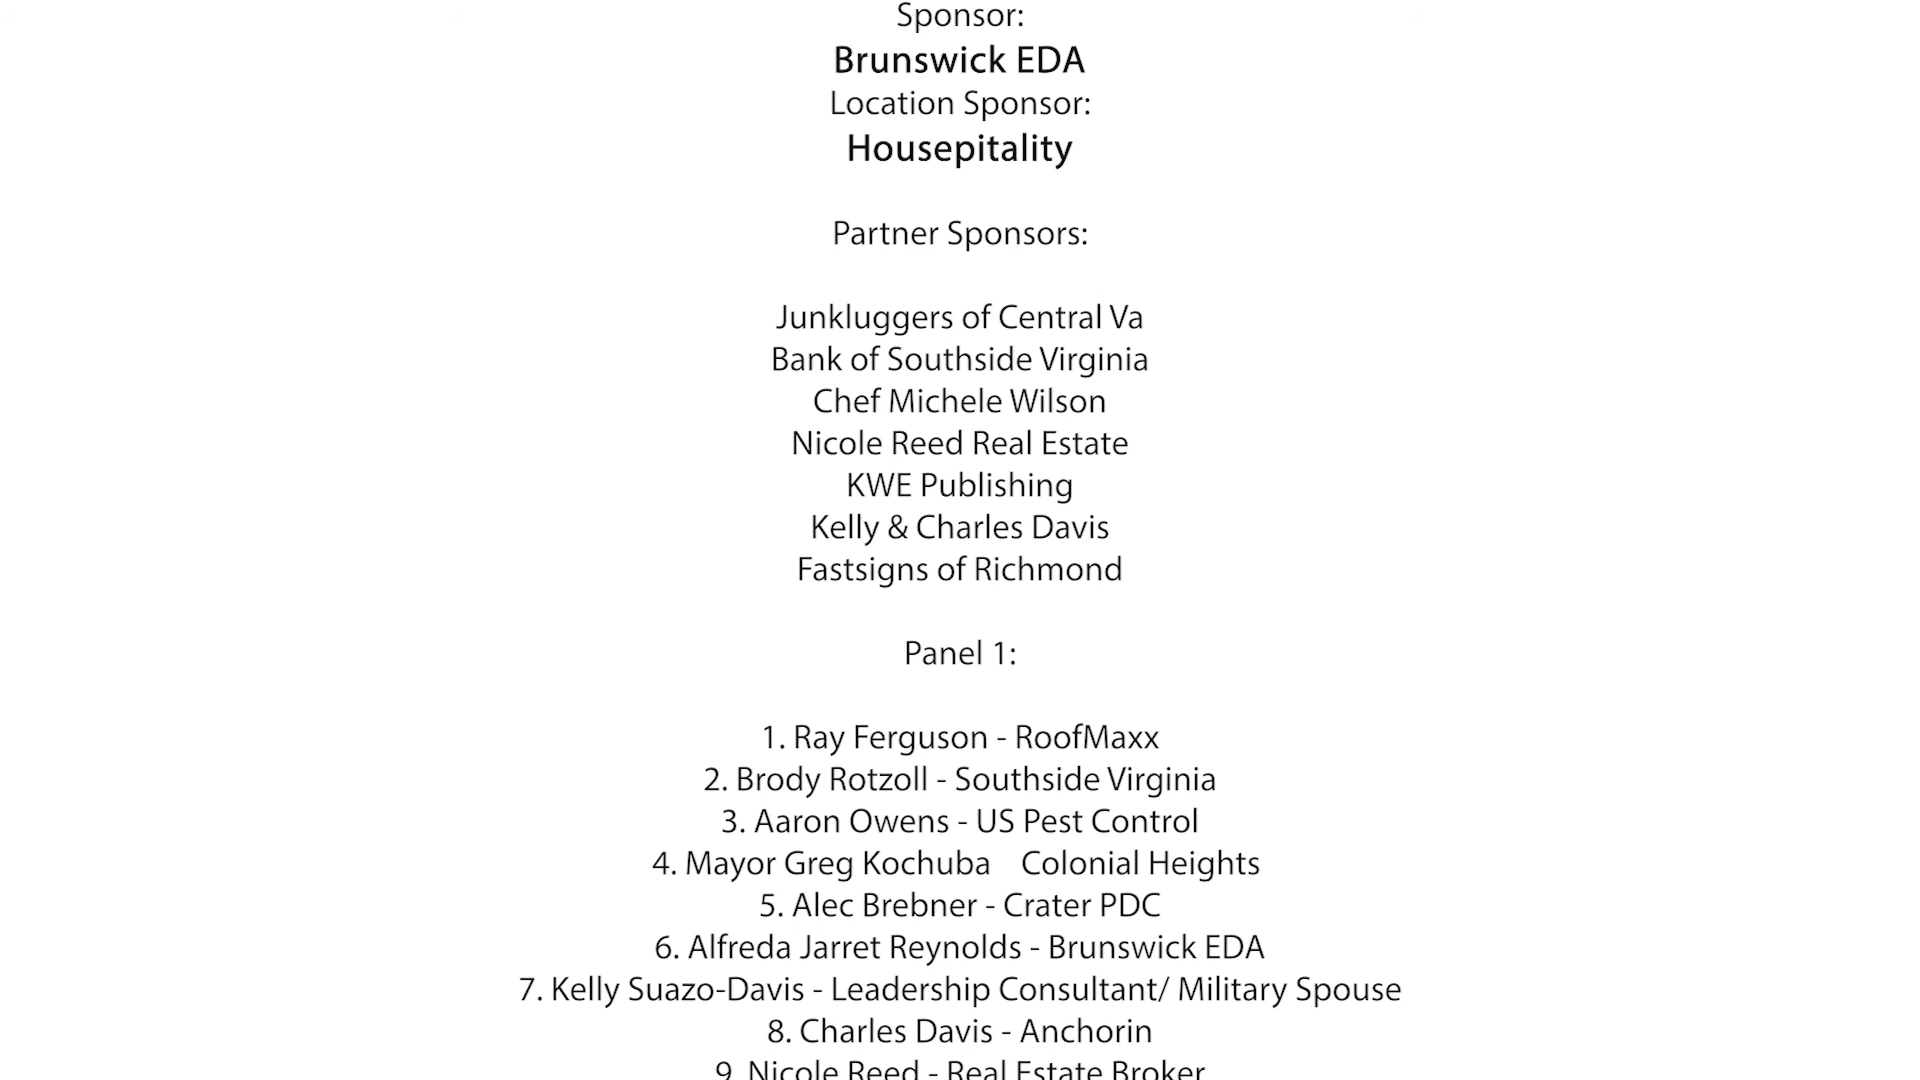 Sponsor:
Brunswick EDA
Location Sponsor:
Housepitality
Partner Sponsors:
Junkluggers of Central Va
Bank of Southside Virginia
Chef Michele Wilson
Nicole Reed Real Estate
KWE Publishing
Kelly & Charles Davis
Fastsigns of Richmond
Panel 1:
1. Ray Ferguson - RoofMaxx
2. Brody Rotzoll - Southside Virginia
3. Aaron Owens - US Pest Control
4. Mayor Greg Kochuba Colonial Heights
5. Alec Brebner - Crater PDC
6. Alfreda Jarret Reynolds - Brunswick EDA
7. Kelly Suazo-Davis - Leadership Consultant/ Military Spouse
8. Charles Davis - Anchorin
9. Nicole Reed - Real Estate Broker